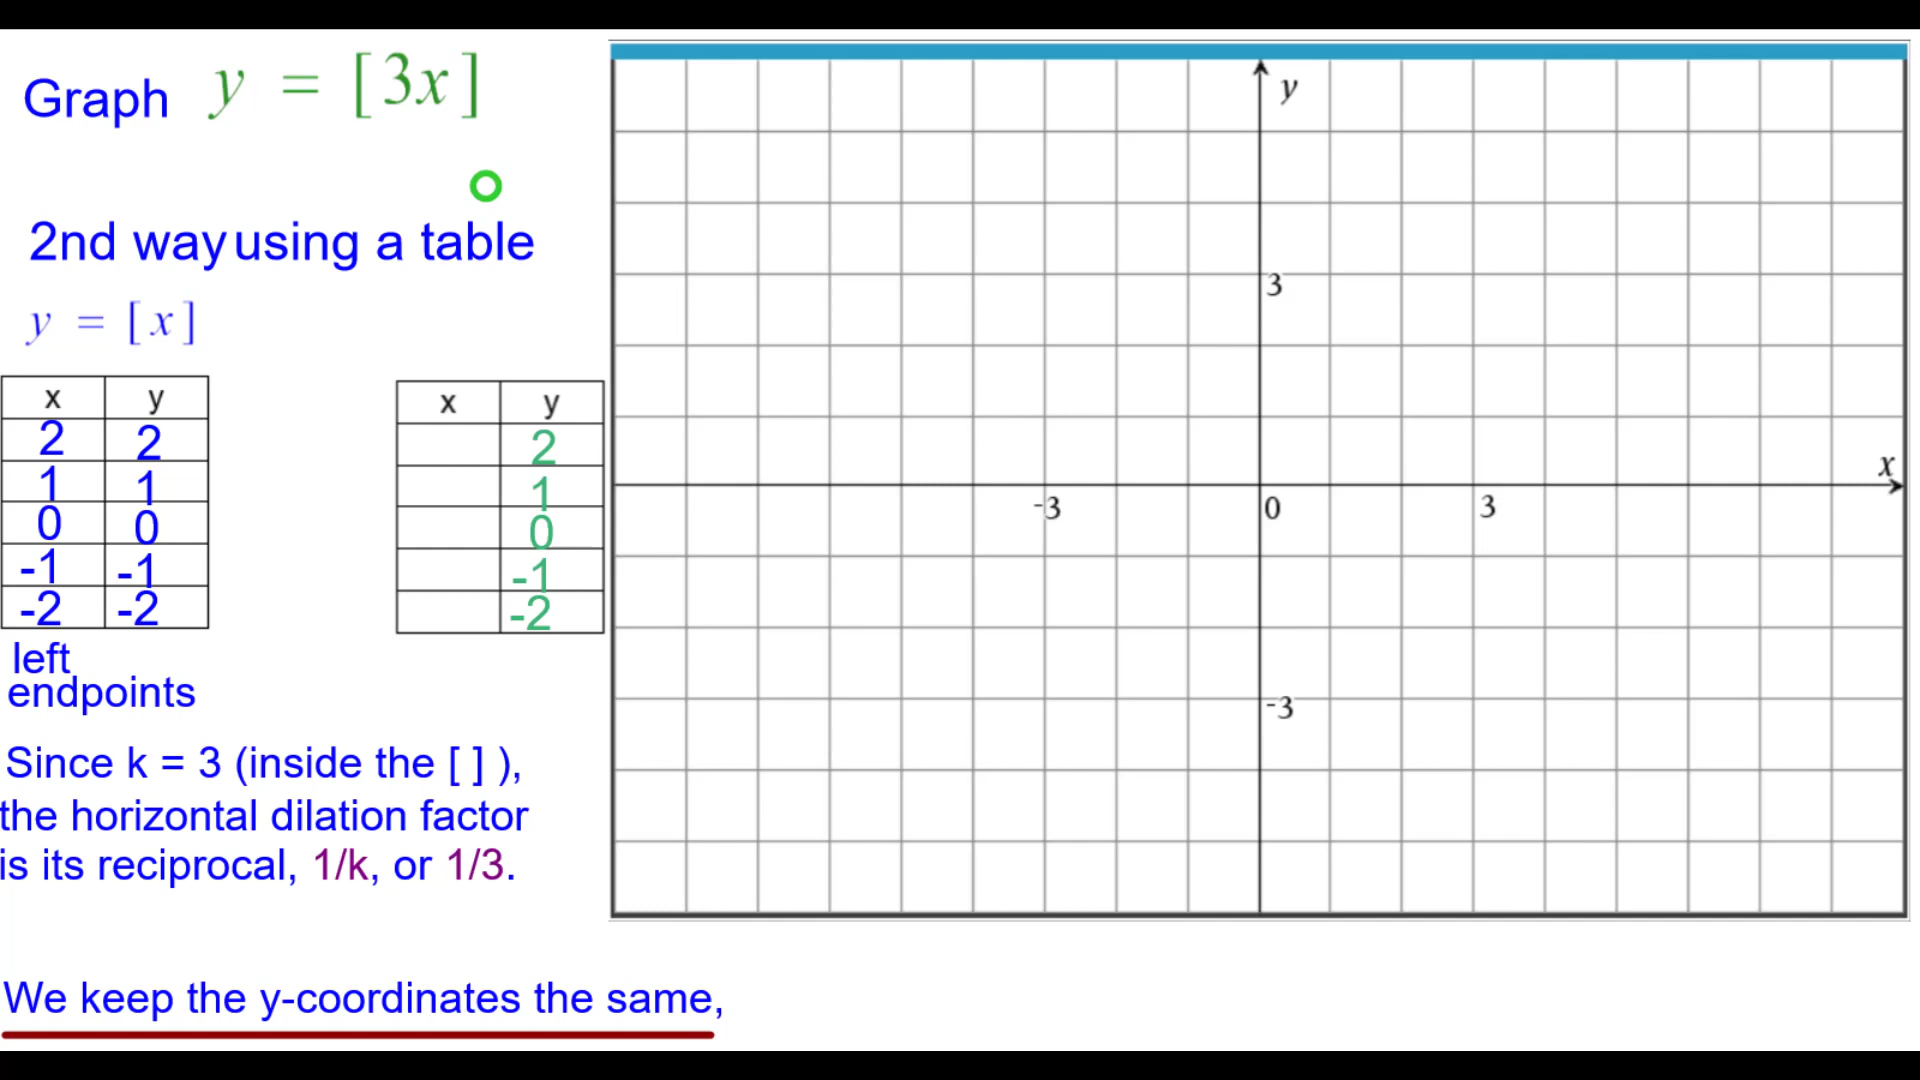 Graph y = [3x]
2nd way using a table
y = [x]
x y
2 2
1 1
0 0
-1 -1
-2 -2
left
endpoints
x y
2
1
0
-1
-2
Since k = 3 (inside the [ ] ),
the horizontal dilation factor
is its reciprocal, 1/k, or 1/3.
We keep the y-coordinates the same,
y
3
x
-3 0 3
-3